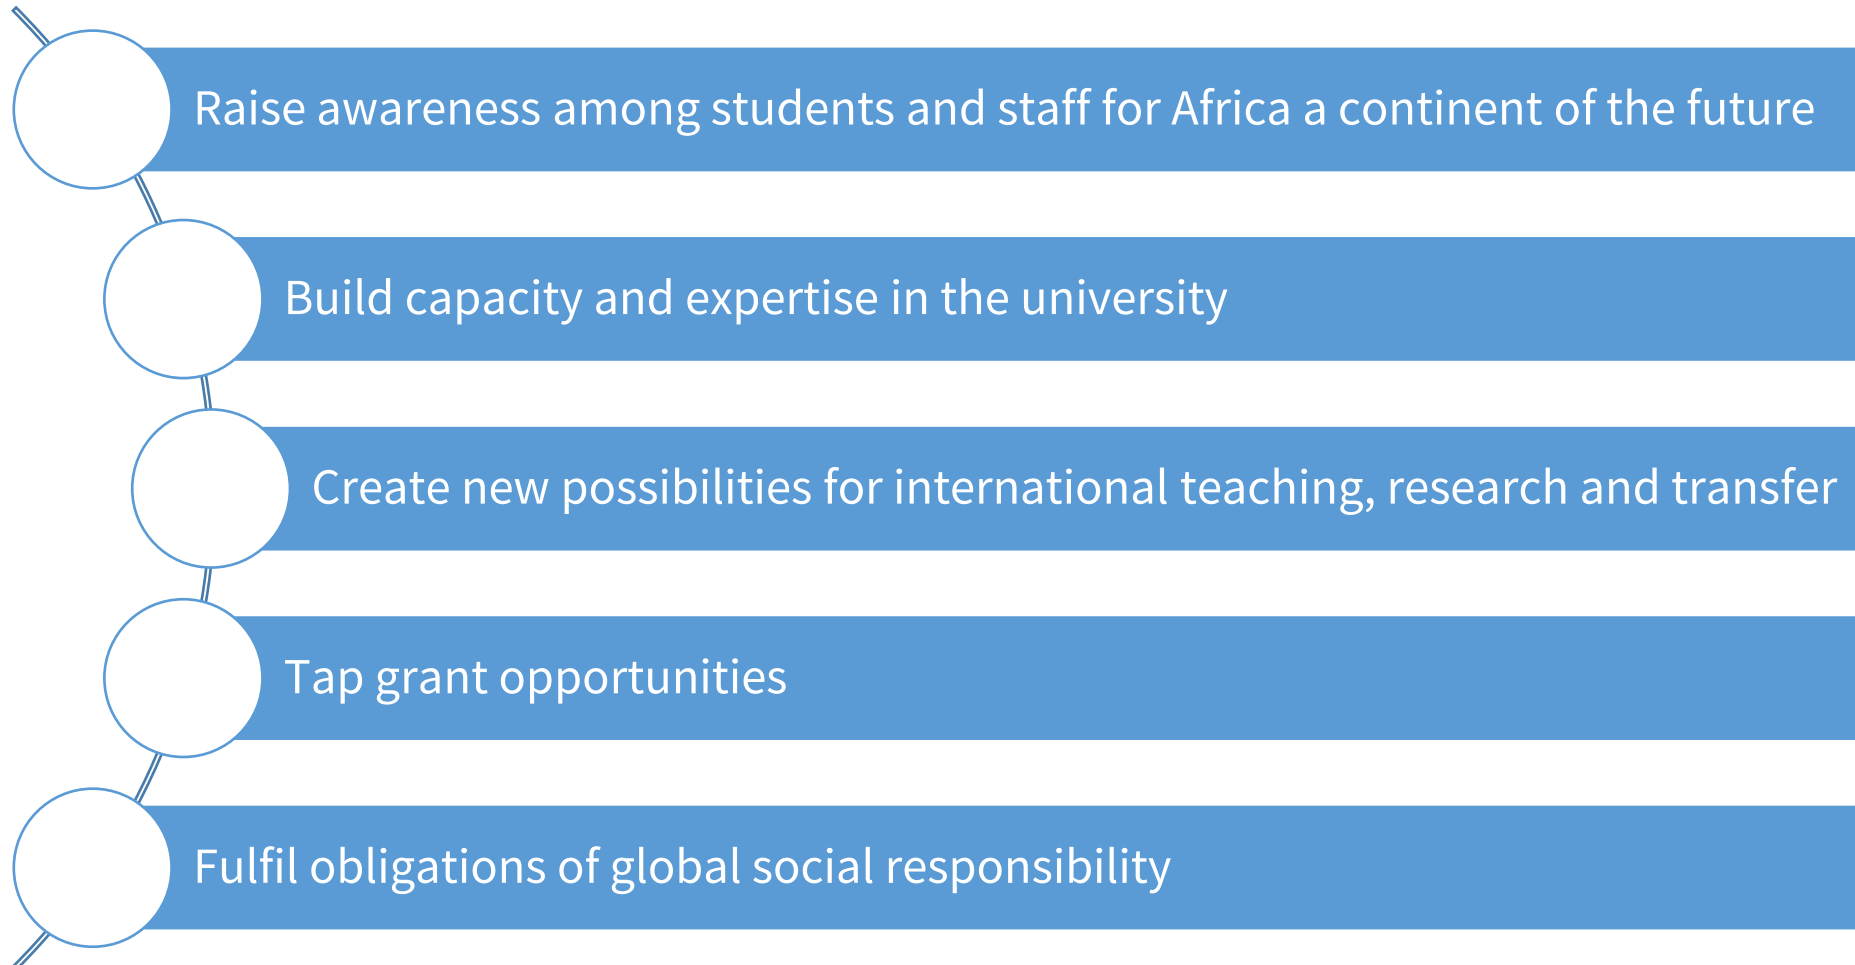 Raise awareness among students and staff for Africa a continent of the future
Build capacity and expertise in the university
Create new possibilities for international teaching, research and transfer
Tap grant opportunities
Fulfil obligations of global social responsibility